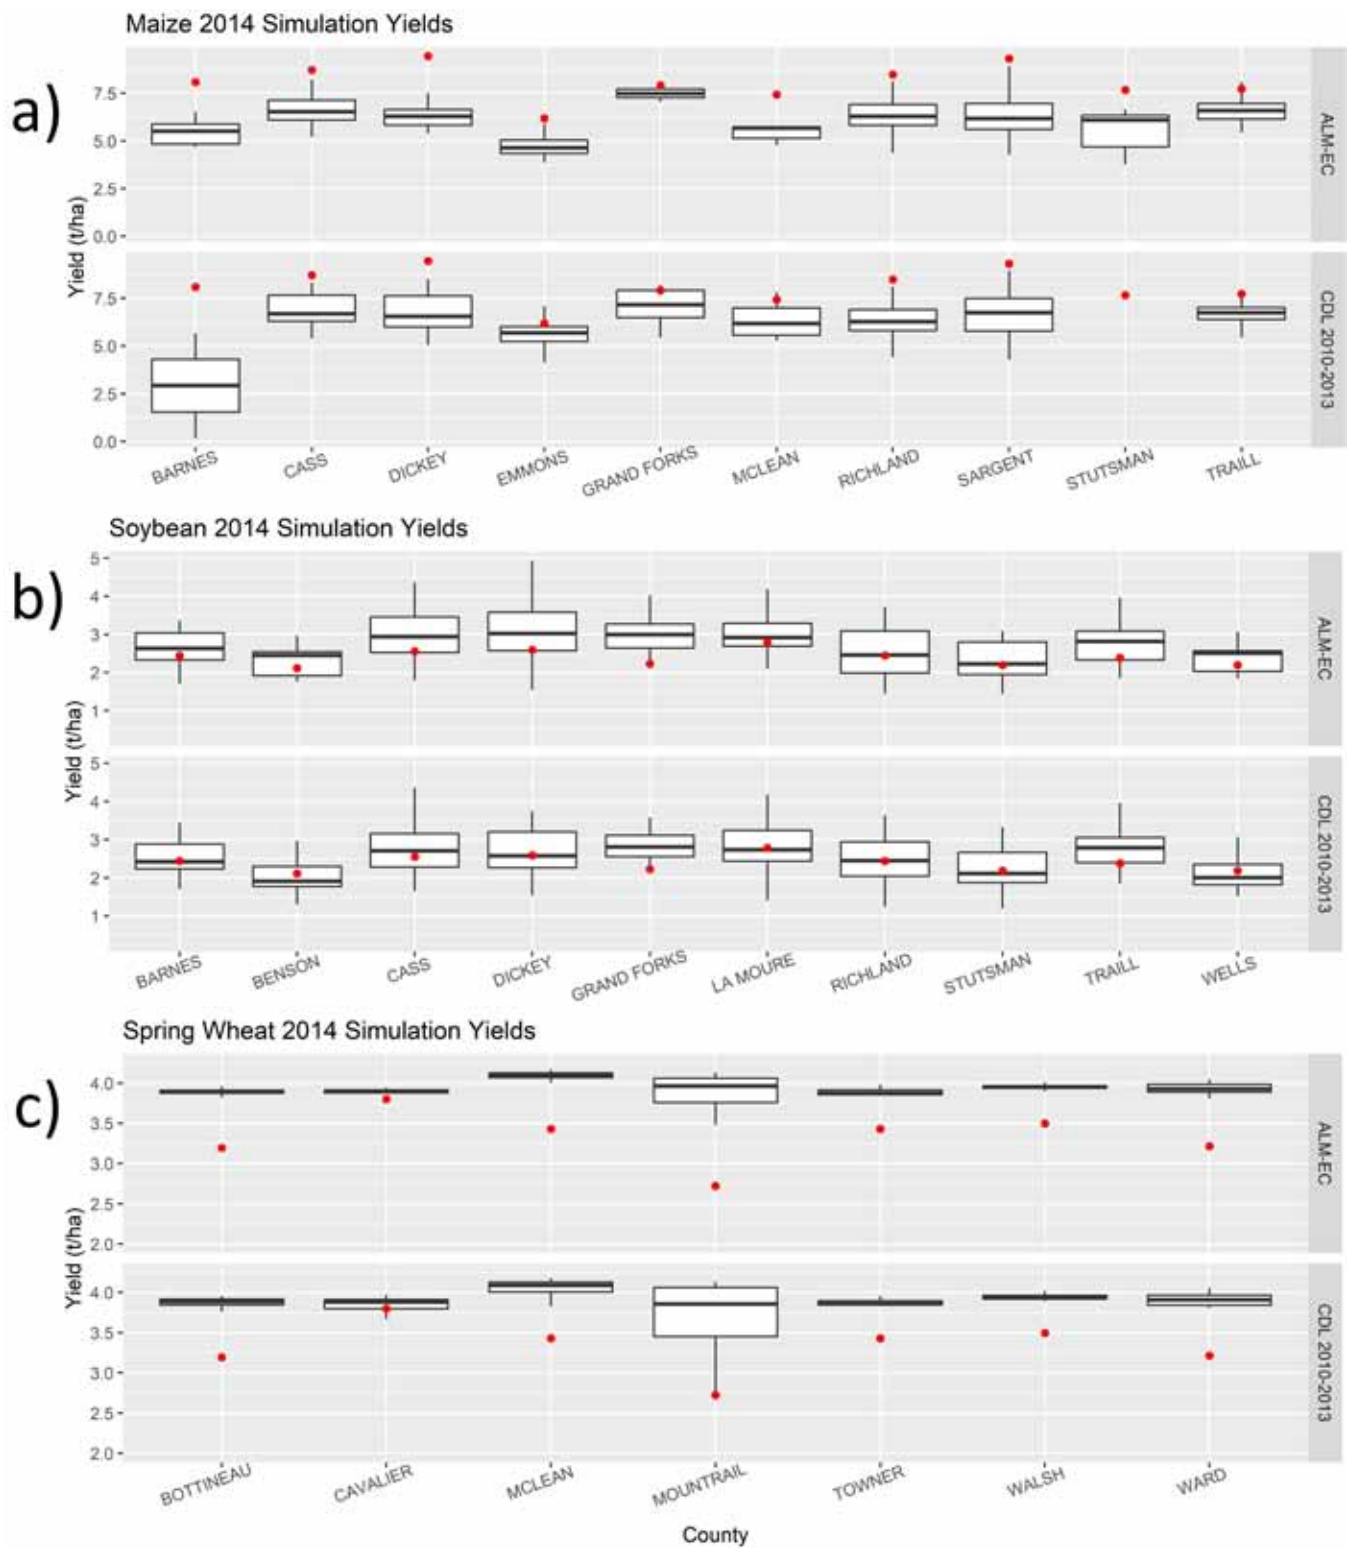 Maize 2014 Simulation Yields
a)
7.5
5.0
2.5
0.0
ALM-EC
Yield (t/ha)
7.5
5.0
2.5
0.0
CDL 2010-2013
BARNES CASS DICKEY EMMONS GRAND FORKS MCLEAN RICHLAND SARGENT STUTSMAN TRAILL
Soybean 2014 Simulation Yields
b)
5
4
3
2
1
ALM-EC
Yield (t/ha)
5
4
3
2
1
CDL 2010-2013
BARNES BENSON CASS DICKEY GRAND FORKS LA MOURE RICHLAND STUTSMAN TRAILL WELLS
Spring Wheat 2014 Simulation Yields
c)
4.0
3.5
3.0
2.5
2.0
ALM-EC
Yield (t/ha)
4.0
3.5
3.0
2.5
2.0
CDL 2010-2013
BOTTINEAU CAVALIER MCLEAN MOUNTRAIL TOWNER WALSH WARD
County